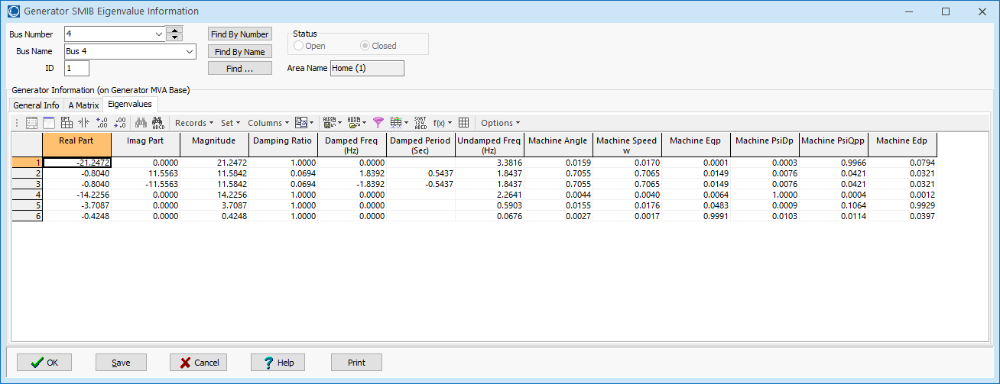 Generator SMIB Eigenvalue Information
Bus Number 4 Find By Number Status
Open Closed
Bus Name Bus 4 Find By Name
ID 1 Find ... Area Name Home (1)
Generator Information (on Generator MVA Base)
General Info A Matrix Eigenvalues
Records Set Columns f(x) Options
Real Part Imag Part Magnitude Damping Ratio Damped Freq (Hz) Damped Period (Sec) Undamped Freq (Hz) Machine Angle Machine Speed w Machine Eqp Machine PsiDp Machine PsiQpp Machine Edp
1 -21.2472 0.0000 21.2472 1.0000 0.0000 3.3816 0.0159 0.0170 0.0001 0.0003 0.9966 0.0794
2 -0.8040 11.5563 11.5842 0.0694 1.8392 0.5437 1.8437 0.7055 0.7065 0.0149 0.0076 0.0421 0.0321
3 -0.8040 -11.5563 11.5842 0.0694 -1.8392 -0.5437 1.8437 0.7055 0.7065 0.0149 0.0076 0.0421 0.0321
4 -14.2256 0.0000 14.2256 1.0000 0.0000 2.2641 0.0044 0.0040 0.0064 1.0000 0.0004 0.0012
5 -3.7087 0.0000 3.7087 1.0000 0.0000 0.5903 0.0155 0.0176 0.0483 0.0009 0.1064 0.9929
6 -0.4248 0.0000 0.4248 1.0000 0.0000 0.0676 0.0027 0.0017 0.9991 0.0103 0.0114 0.0397
OK Save Cancel Help Print